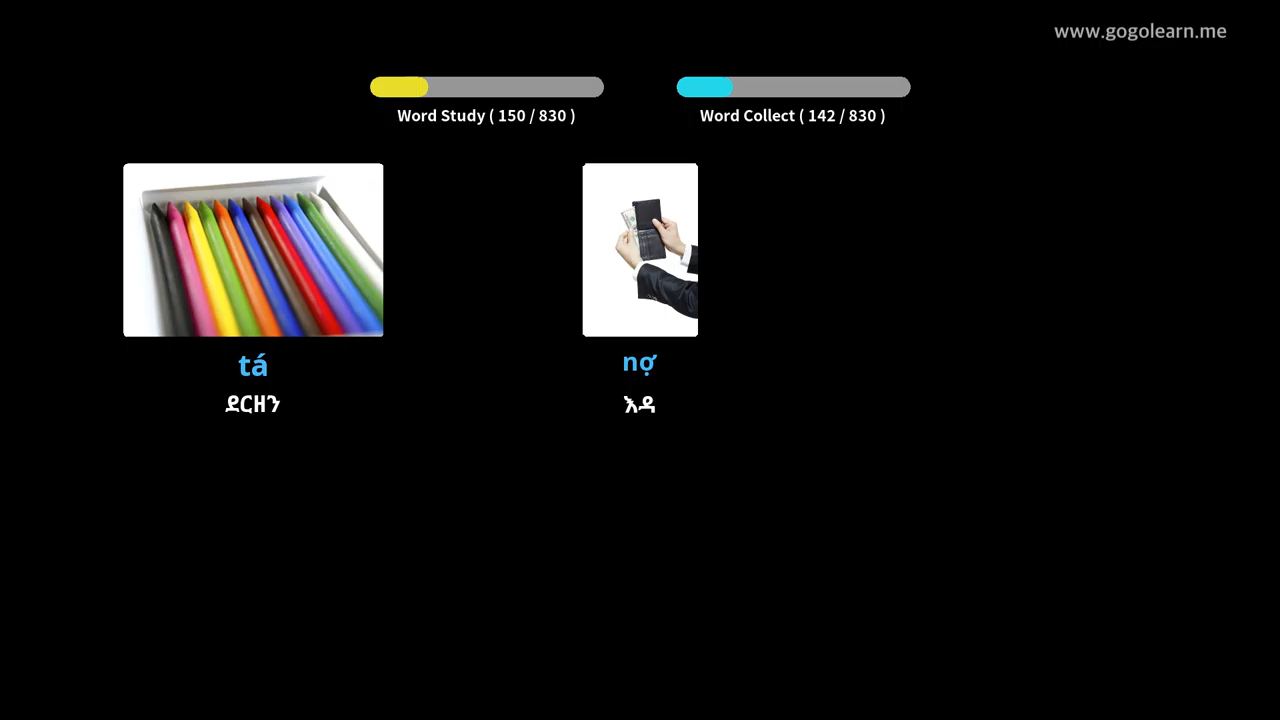 www.gogolearn.me
Word Study ( 150 / 830 )
Word Collect ( 142 / 830 )
tá
ደርዘን
nợ
እዳ